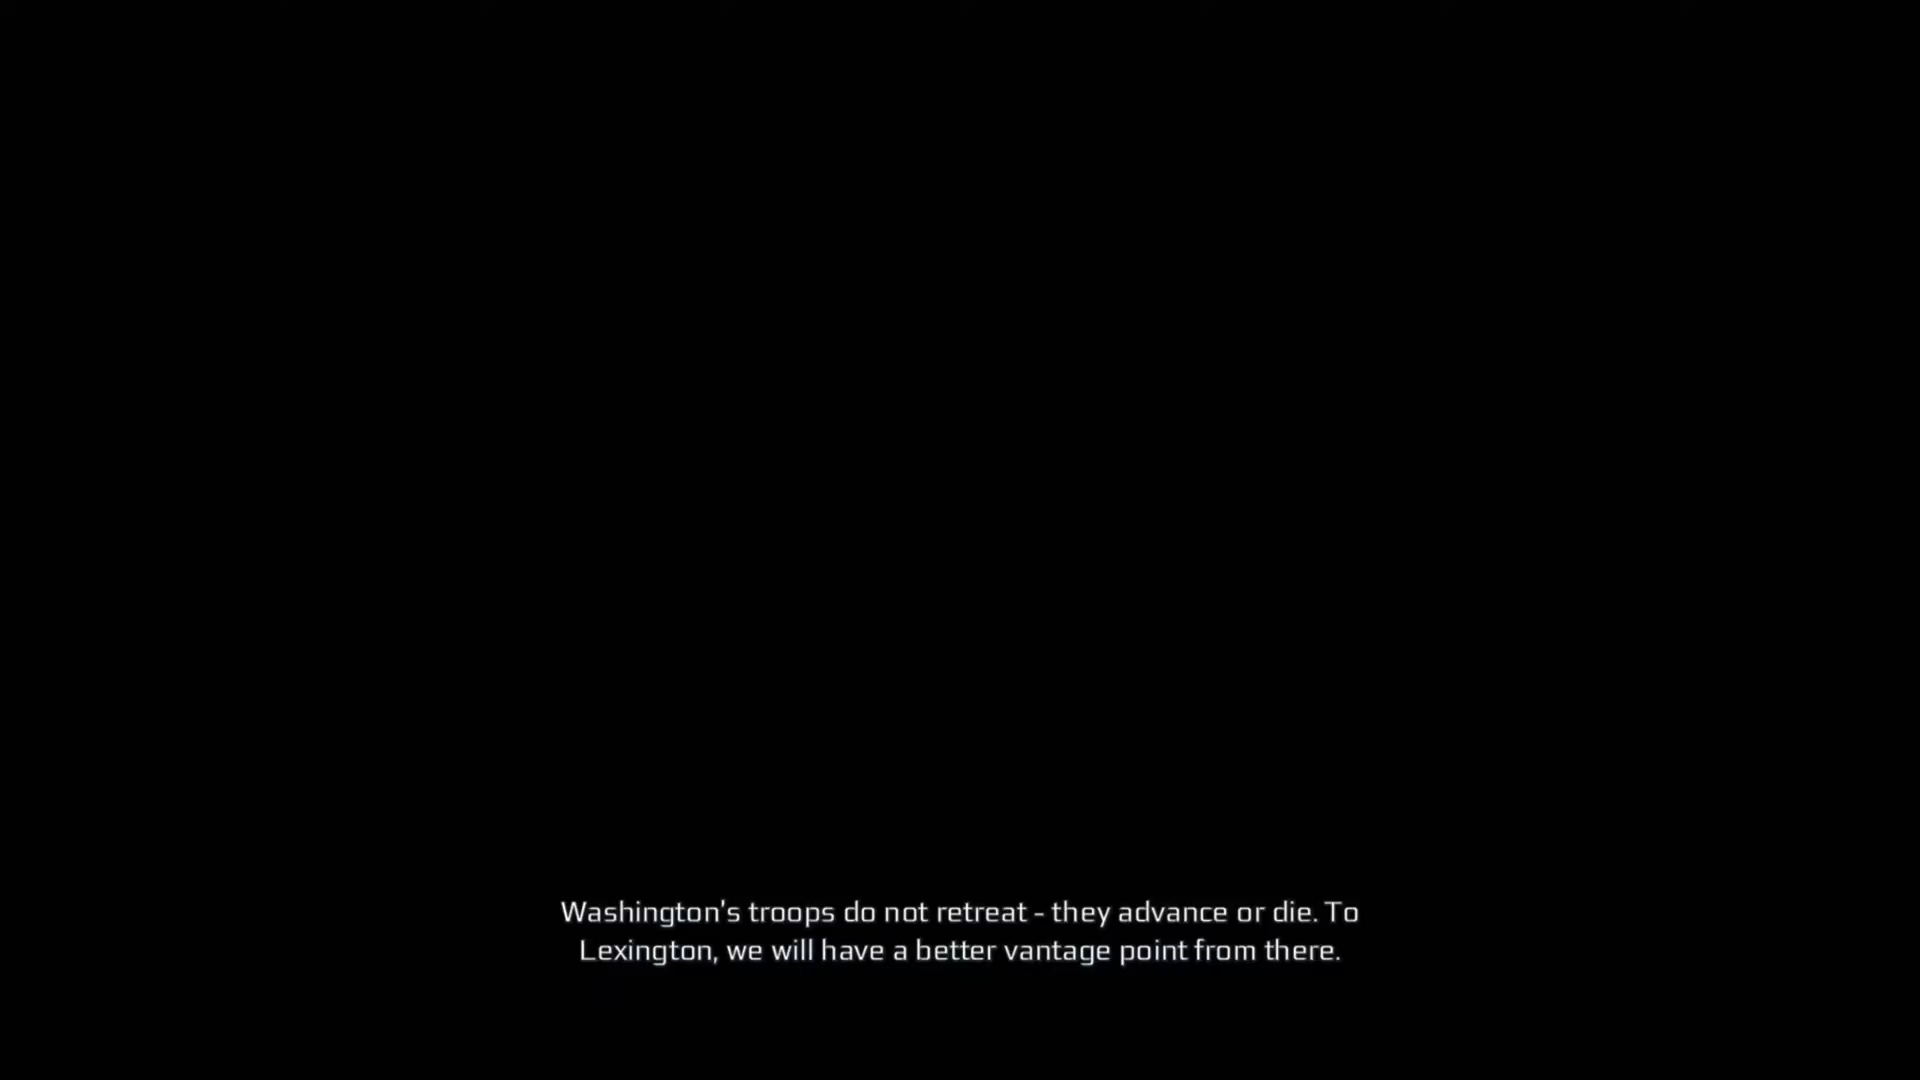 Washington's troops do not retreat - they advance or die. To
Lexington, we will have a better vantage point from there.